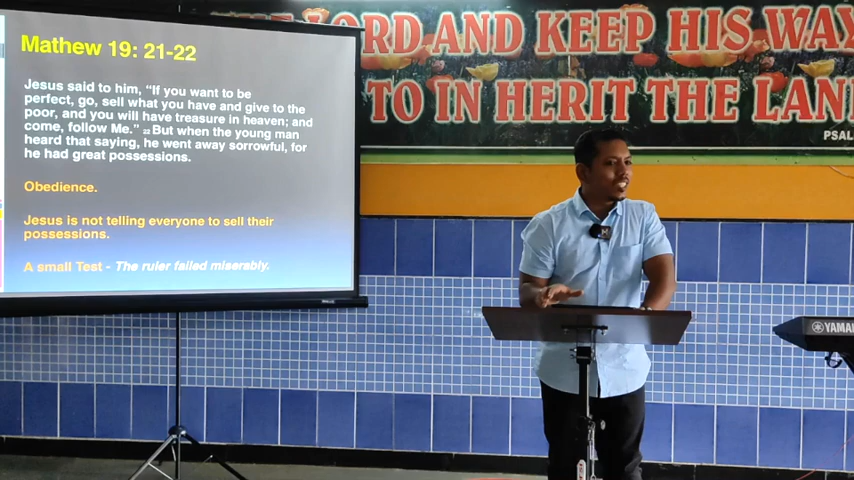 Mathew 19: 21-22
Jesus said to him, “If you want to be
perfect, go, sell what you have and give to the
poor, and you will have treasure in heaven; and
come, follow Me.” 22 But when the young man
heard that saying, he went away sorrowful, for
he had great possessions.
Obedience.
Jesus is not telling everyone to sell their
possessions.
A small Test - The ruler failed miserably.
LORD AND KEEP HIS WAY
TO IN HERIT THE LAN
PSAL
YAMA